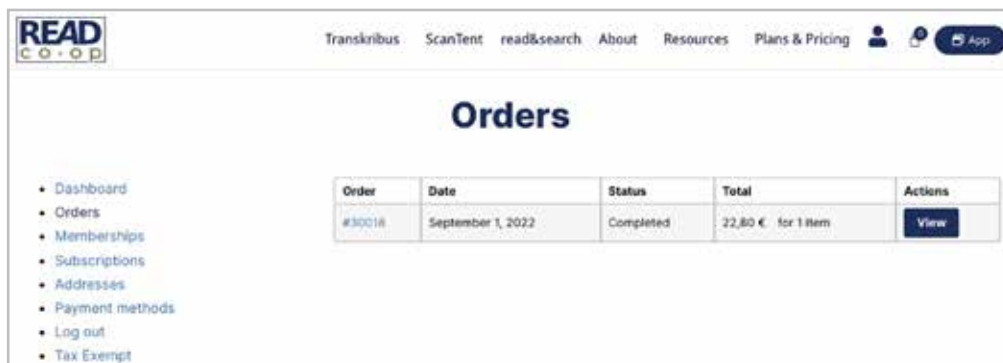 READ
CO·OP
Transkribus ScanTent read&search About Resources Plans & Pricing 0 App
Orders
• Dashboard
• Orders
• Memberships
• Subscriptions
• Addresses
• Payment methods
• Log out
• Tax Exempt
Order Date Status Total Actions
September 1, 2022 Completed 22,80 € for 1 item View